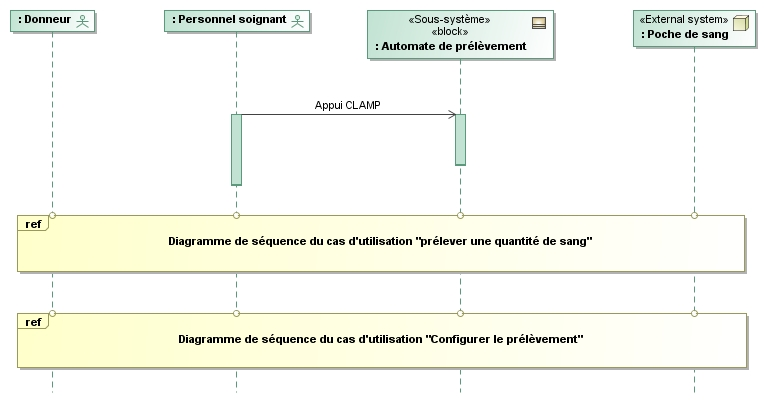 : Donneur
: Personnel soignant
«Sous-système»
«block»
: Automate de prélèvement
«External system»
: Poche de sang
Appui CLAMP
ref
Diagramme de séquence du cas d'utilisation "prélever une quantité de sang"
ref
Diagramme de séquence du cas d'utilisation "Configurer le prélèvement"